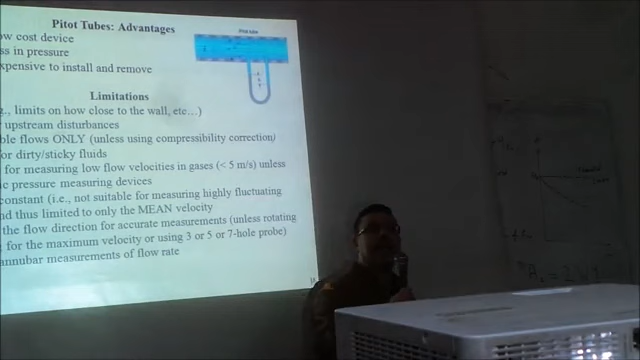 Pitot Tubes: Advantages
ow cost device
ss in pressure
xpensive to install and remove
Limitations
., limits on how close to the wall, etc…)
upstream disturbances
ble flows ONLY (unless using compressibility correction)
or dirty/sticky fluids
for measuring low flow velocities in gases (< 5 m/s) unless
ic pressure measuring devices
constant (i.e., not suitable for measuring highly fluctuating
nd thus limited to only the MEAN velocity
the flow direction for accurate measurements (unless rotating
for the maximum velocity or using 3 or 5 or 7-hole probe)
annubar measurements of flow rate